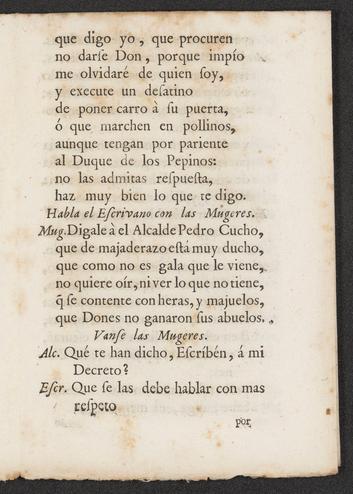 que digo yo, que procuren
no darſe Don, porque impío
me olvidaré de quien ſoy,
y execute un deſatino
de poner carro à ſu puerta,
ó que marchen en pollinos,
aunque tengan por pariente
al Duque de los Pepinos:
no las admitas reſpueſta,
haz muy bien lo que te digo.
Habla el Eſcrivano con las Mugeres.
Mug. Digale à el Alcalde Pedro Cucho,
que de majaderazo eſtá muy ducho,
que como no es gala que le viene,
no quiere oír, ni ver lo que no tiene,
q̃ ſe contente con heras, y majuelos,
que Dones no ganaron ſus abuelos.
Vanſe las Mugeres.
Alc. Qué te han dicho, Eſcribén, á mi
Decreto?
Eſcr. Que ſe las debe hablar con mas
reſpeto
por